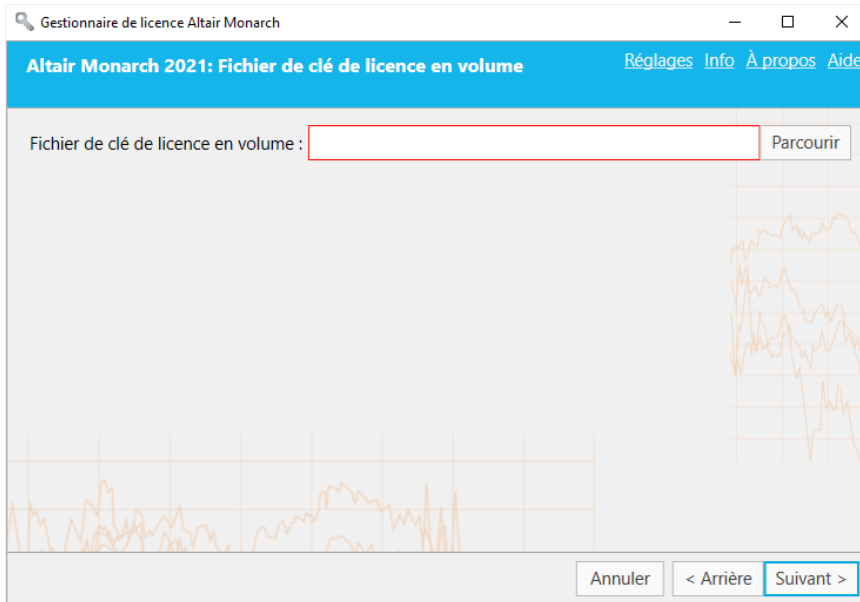 Gestionnaire de licence Altair Monarch
Altair Monarch 2021: Fichier de clé de licence en volume
Réglages Info À propos Aide
Fichier de clé de licence en volume :
Parcourir
Annuler < Arrière Suivant >